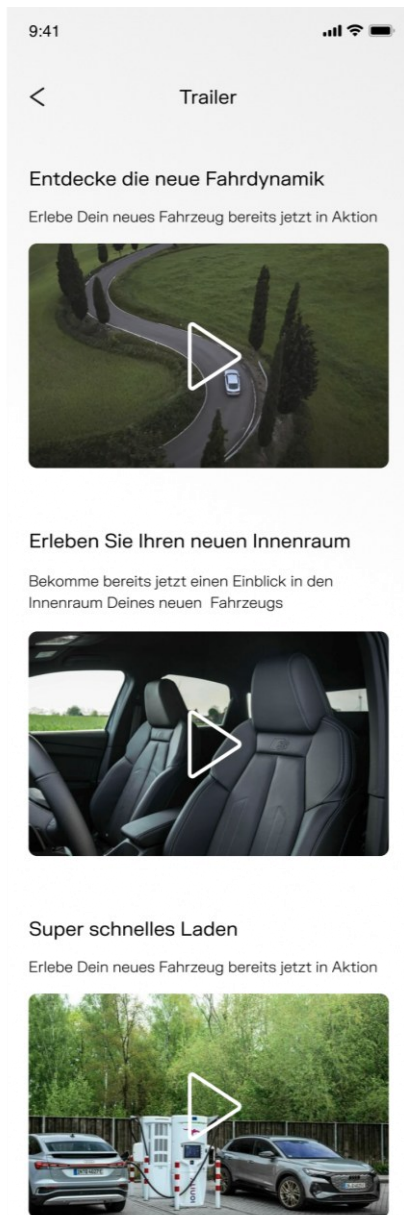 9:41
Trailer
Entdecke die neue Fahrdynamik
Erlebe Dein neues Fahrzeug bereits jetzt in Aktion
Erleben Sie Ihren neuen Innenraum
Bekomme bereits jetzt einen Einblick in den
Innenraum Deines neuen  Fahrzeugs
Super schnelles Laden
Erlebe Dein neues Fahrzeug bereits jetzt in Aktion